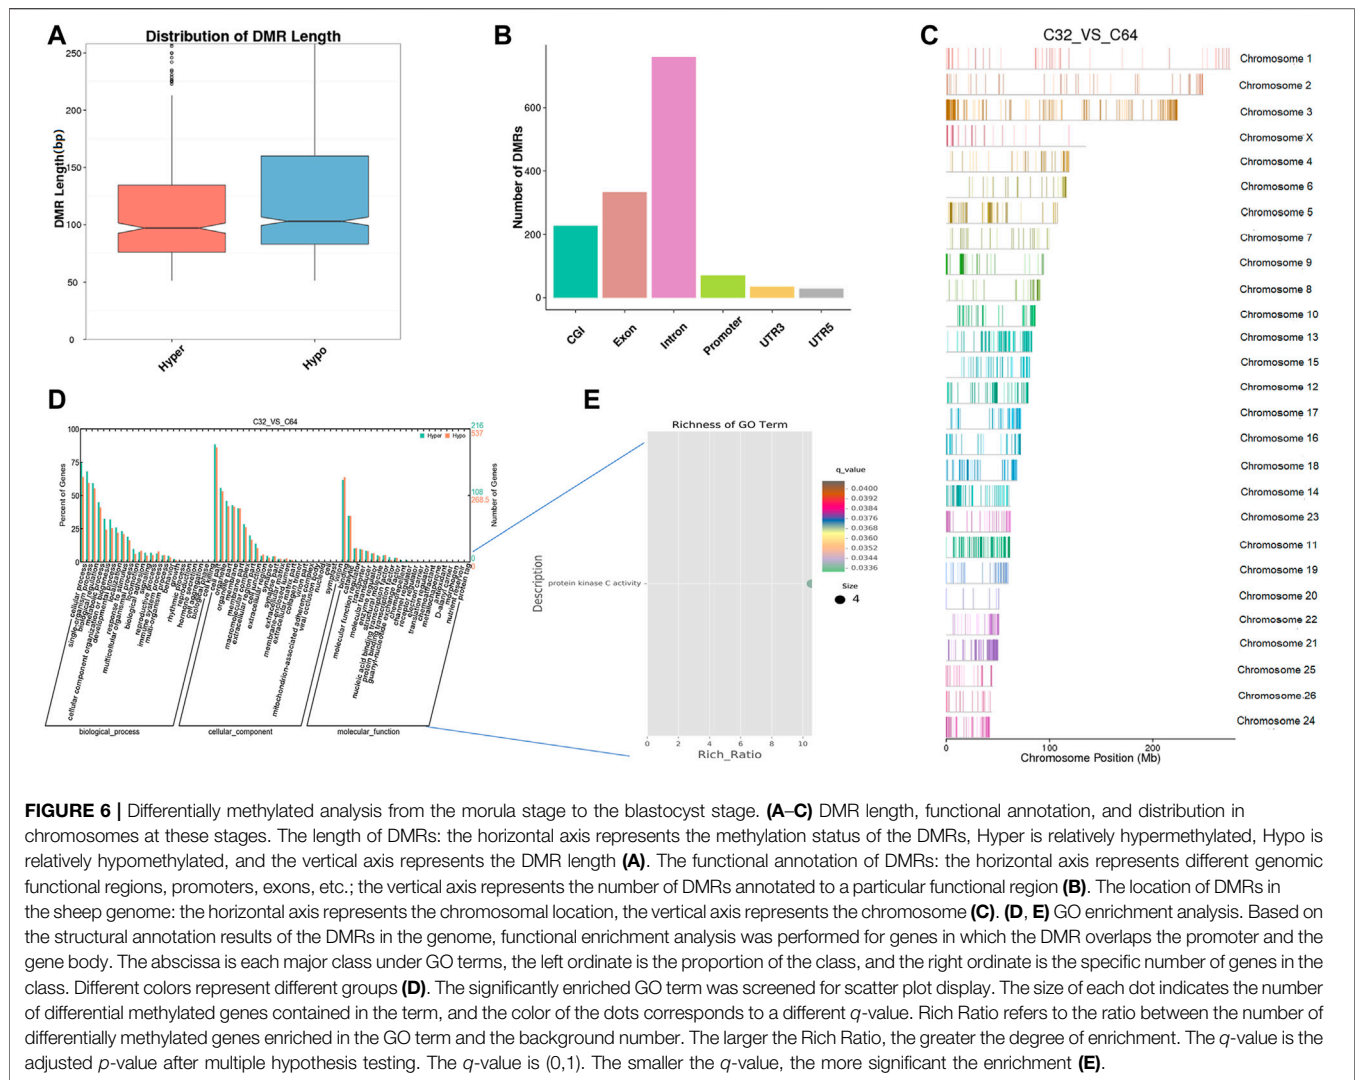 A
Distribution of DMR Length
DMR Length(bp)
250
200
150
100
50
0
Hyper
Hypo
B
Number of DMRs
600
400
200
0
CGI
Exon
Intron
Promoter
UTR3
UTR5
C
C32_VS_C64
Chromosome 1
Chromosome 2
Chromosome 3
Chromosome X
Chromosome 4
Chromosome 6
Chromosome 5
Chromosome 7
Chromosome 9
Chromosome 8
Chromosome 10
Chromosome 13
Chromosome 15
Chromosome 12
Chromosome 17
Chromosome 16
Chromosome 18
Chromosome 14
Chromosome 23
Chromosome 11
Chromosome 19
Chromosome 20
Chromosome 22
Chromosome 21
Chromosome 25
Chromosome 26
Chromosome 24
0 100 200
Chromosome Position (Mb)
D
C32_VS_C64
Hyper Hypo
Percent of Genes
100
75
50
25
0
216
537
108
268.5
0
0
Number of Genes
biological_process
cellular_component
molecular_function
E
Richness of GO Term
Description
protein kinase C activity
0 2 4 6 8 10
Rich_Ratio
q_value
0.0400
0.0392
0.0384
0.0376
0.0368
0.0360
0.0352
0.0344
0.0336
Size
4
FIGURE 6 | Differentially methylated analysis from the morula stage to the blastocyst stage. (A–C) DMR length, functional annotation, and distribution in
chromosomes at these stages. The length of DMRs: the horizontal axis represents the methylation status of the DMRs, Hyper is relatively hypermethylated, Hypo is
relatively hypomethylated, and the vertical axis represents the DMR length (A). The functional annotation of DMRs: the horizontal axis represents different genomic
functional regions, promoters, exons, etc.; the vertical axis represents the number of DMRs annotated to a particular functional region (B). The location of DMRs in
the sheep genome: the horizontal axis represents the chromosomal location, the vertical axis represents the chromosome (C). (D, E) GO enrichment analysis. Based on
the structural annotation results of the DMRs in the genome, functional enrichment analysis was performed for genes in which the DMR overlaps the promoter and the
gene body. The abscissa is each major class under GO terms, the left ordinate is the proportion of the class, and the right ordinate is the specific number of genes in the
class. Different colors represent different groups (D). The significantly enriched GO term was screened for scatter plot display. The size of each dot indicates the number
of differential methylated genes contained in the term, and the color of the dots corresponds to a different q-value. Rich Ratio refers to the ratio between the number of
differentially methylated genes enriched in the GO term and the background number. The larger the Rich Ratio, the greater the degree of enrichment. The q-value is the
adjusted p-value after multiple hypothesis testing. The q-value is (0,1). The smaller the q-value, the more significant the enrichment (E).